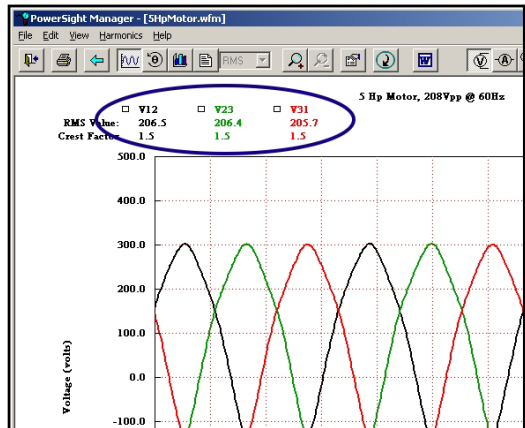 PowerSight Manager - [5HpMotor.wfm]
File Edit View Harmonics Help
RMS W V A
5 Hp Motor, 208Vpp @ 60Hz
V12 V23 V31
RMS Value: 206.5 206.4 205.7
Crest Factor 1.5 1.5 1.5
500.0
400.0
300.0
200.0
100.0
0.0
-100.0
Voltage (volts)